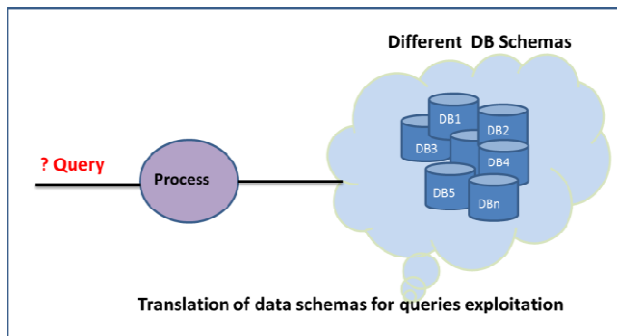 Different DB Schemas
DB1
DB2
DB3
DB4
? Query
Process
DB5
DBn
Translation of data schemas for queries exploitation